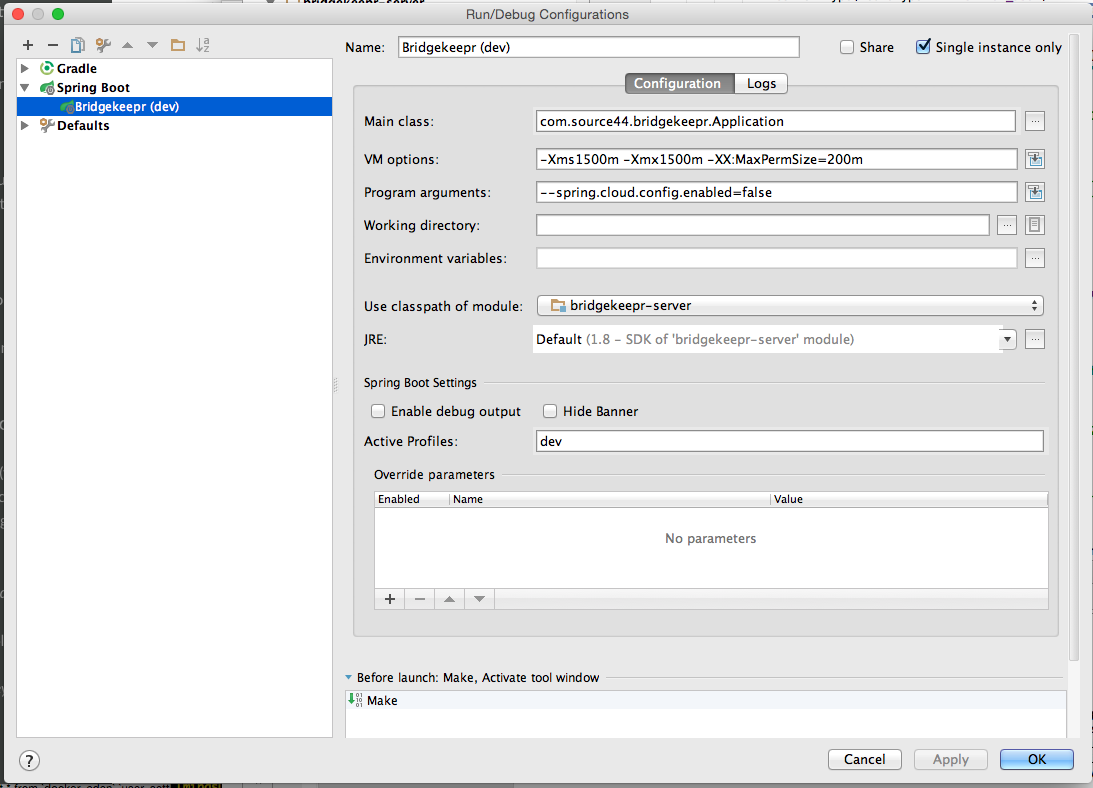 bridgekeepr-server
Run/Debug Configurations
Name: Bridgekeepr (dev) Share Single instance only
Gradle
Spring Boot
Bridgekeepr (dev)
Defaults
Configuration Logs
Main class: com.source44.bridgekeepr.Application ...
VM options: -Xms1500m -Xmx1500m -XX:MaxPermSize=200m
Program arguments: --spring.cloud.config.enabled=false
Working directory: ...
Environment variables: ...
Use classpath of module: bridgekeepr-server
JRE: Default (1.8 - SDK of 'bridgekeepr-server' module) ...
Spring Boot Settings
Enable debug output Hide Banner
Active Profiles: dev
Override parameters
Enabled Name Value
No parameters
Before launch: Make, Activate tool window
Make
? Cancel Apply OK